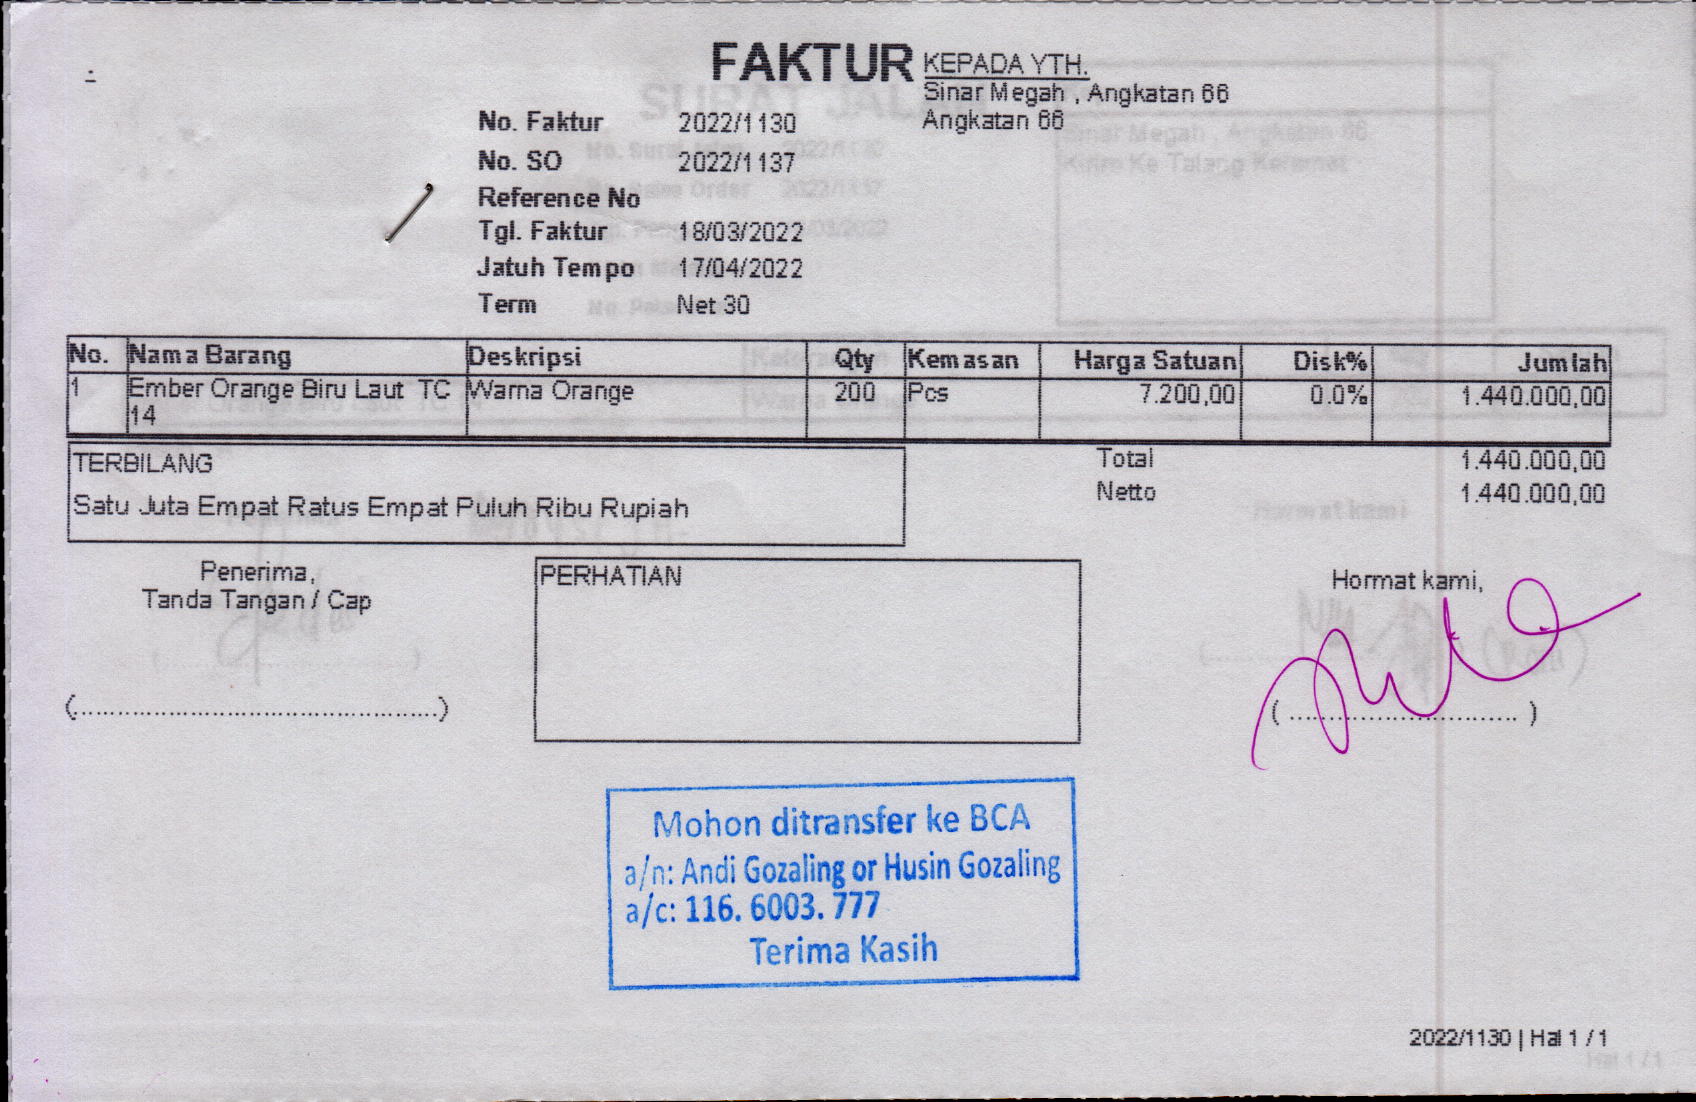 FAKTUR
KEPADA YTH.
Sinar Megah , Angkatan 66
Angkatan 66
No. Faktur 2022/1130
No. SO 2022/1137
Reference No
Tgl. Faktur 18/03/2022
Jatuh Tempo 17/04/2022
Term Net 30
No. Nama Barang Deskripsi Qty Kemasan Harga Satuan Disk% Jumlah
1 Ember Orange Biru Laut TC Warna Orange 200 Pcs 7.200,00 0.0% 1.440.000,00
14
TERBILANG
Satu Juta Empat Ratus Empat Puluh Ribu Rupiah
Total 1.440.000,00
Netto 1.440.000,00
Penerima,
Tanda Tangan / Cap
(..........................................)
PERHATIAN
Hormat kami,
( ............................ )
Mohon ditransfer ke BCA
a/n: Andi Gozaling or Husin Gozaling
a/c: 116. 6003. 777
Terima Kasih
2022/1130 | Hal 1 / 1